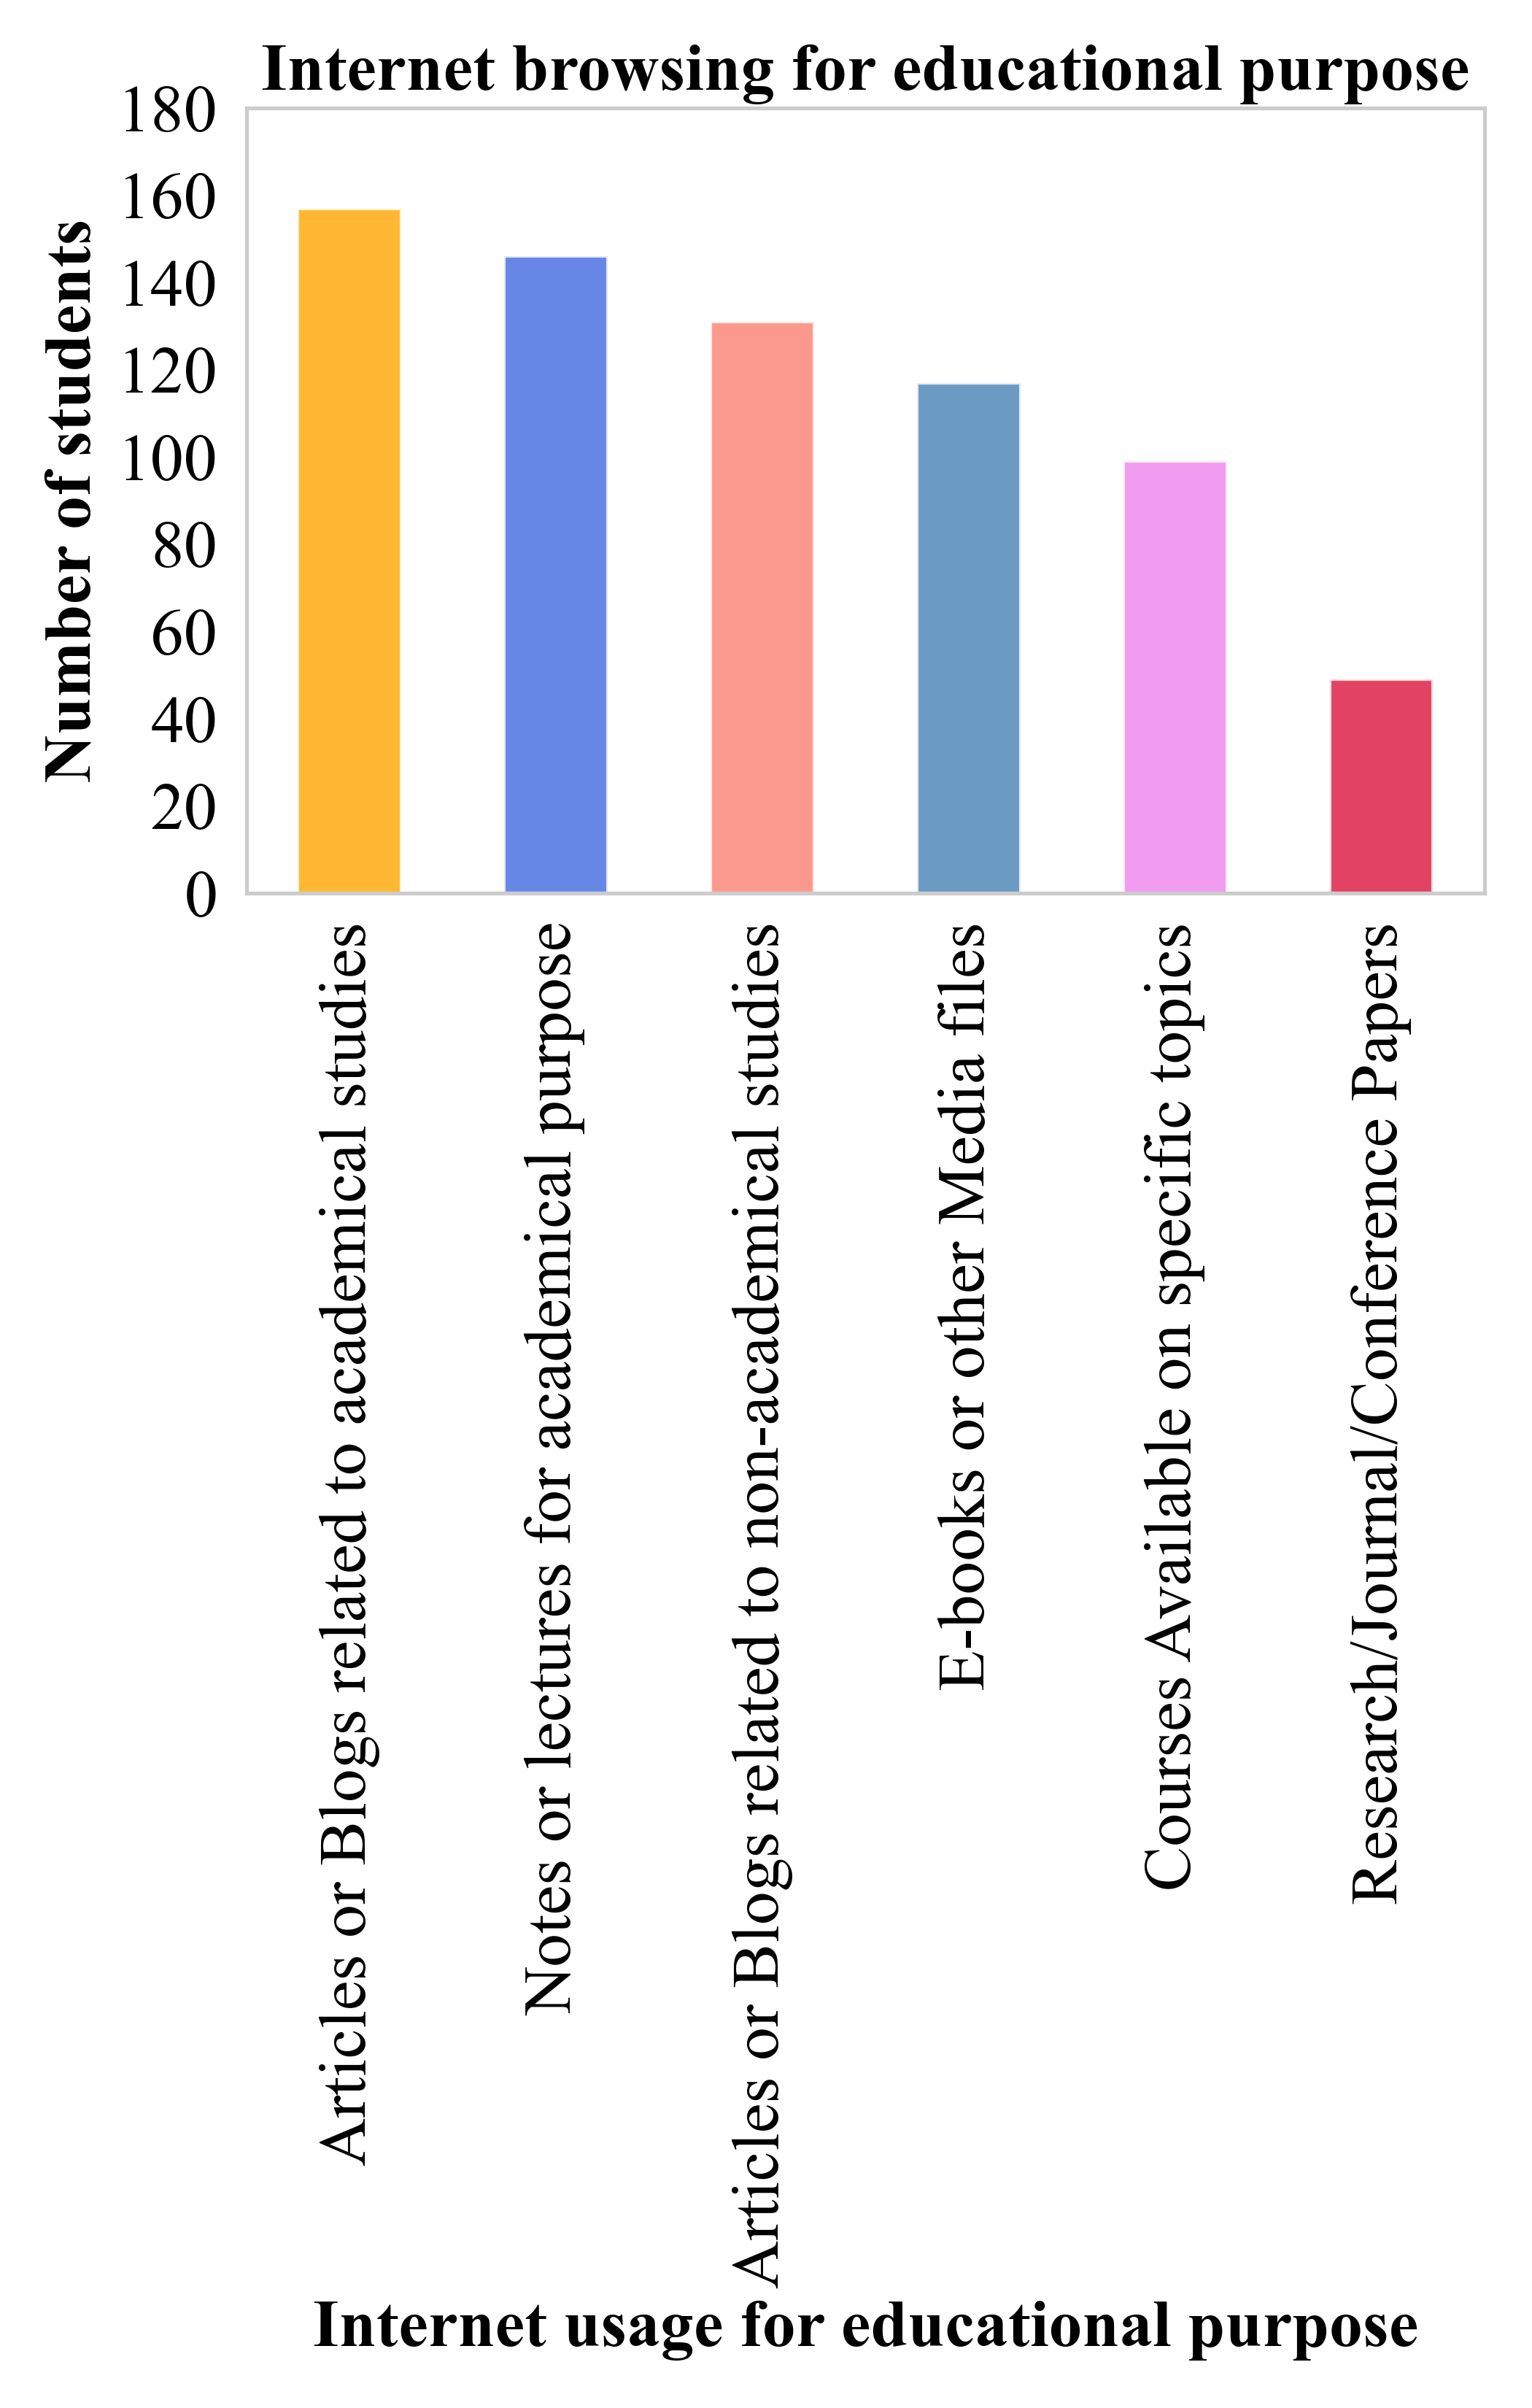 Internet browsing for educational purpose
Number of students
180
160
140
120
100
80
60
40
20
0
Articles or Blogs related to academical studies
Notes or lectures for academical purpose
Articles or Blogs related to non-academical studies
E-books or other Media files
Courses Available on specific topics
Research/Journal/Conference Papers
Internet usage for educational purpose